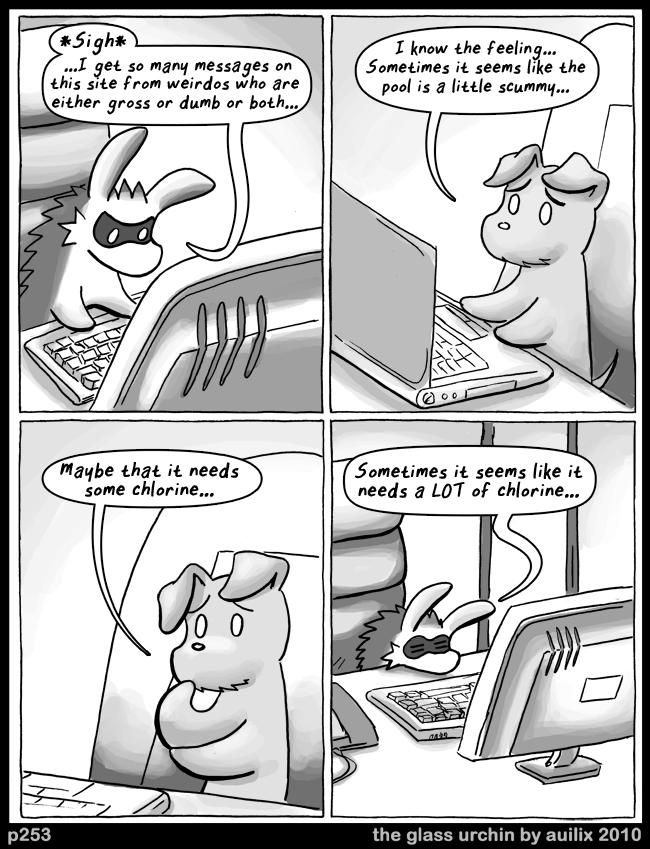 *Sigh*
...I get so many messages on
this site from weirdos who are
either gross or dumb or both...
I know the feeling...
Sometimes it seems like the
pool is a little scummy...
Maybe that it needs
some chlorine...
Sometimes it seems like it
needs a LOT of chlorine...
p253
the glass urchin by auilix 2010